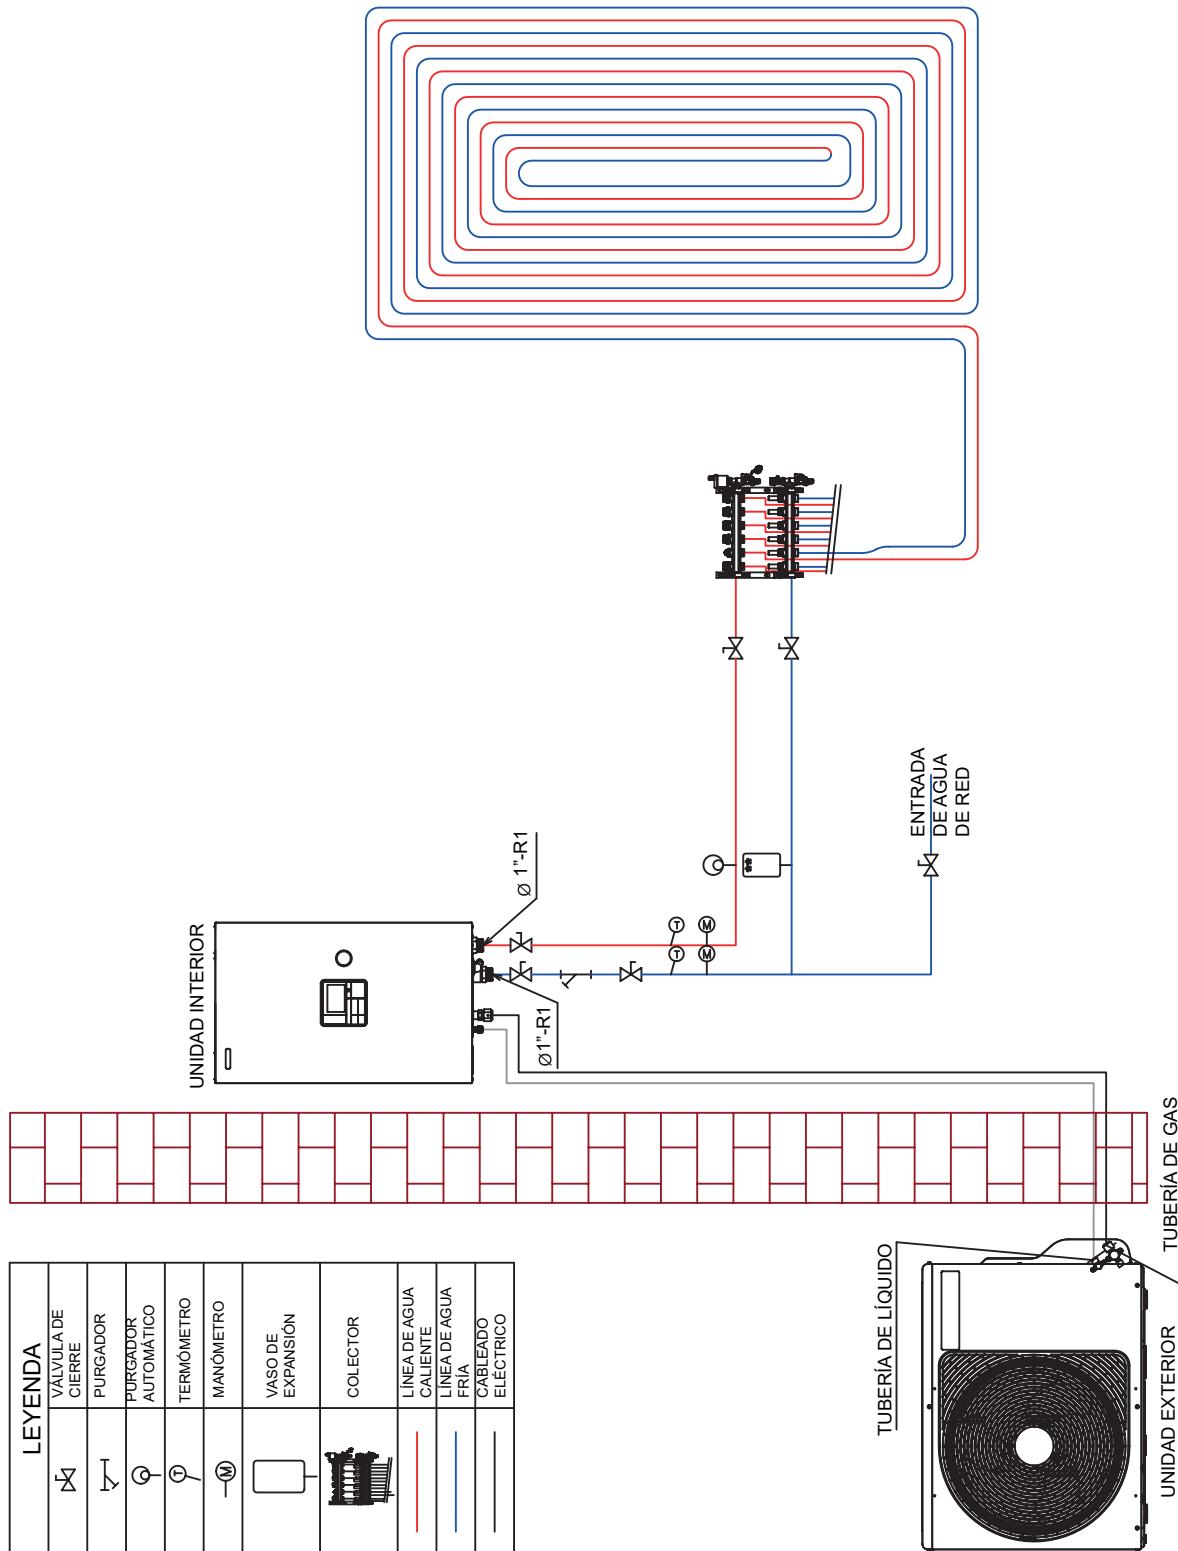 LEYENDA
VÁLVULA DE
CIERRE
PURGADOR
PURGADOR
AUTOMÁTICO
T
TERMÓMETRO
M
MANÓMETRO
VASO DE
EXPANSIÓN
COLECTOR
LÍNEA DE AGUA
CALIENTE
LÍNEA DE AGUA
FRÍA
CABLEADO
ELÉCTRICO
UNIDAD INTERIOR
Ø 1”-R1
Ø1”-R1
T
T
M
M
ENTRADA
DE AGUA
DE RED
TUBERÍA DE LÍQUIDO
TUBERÍA DE GAS
UNIDAD EXTERIOR